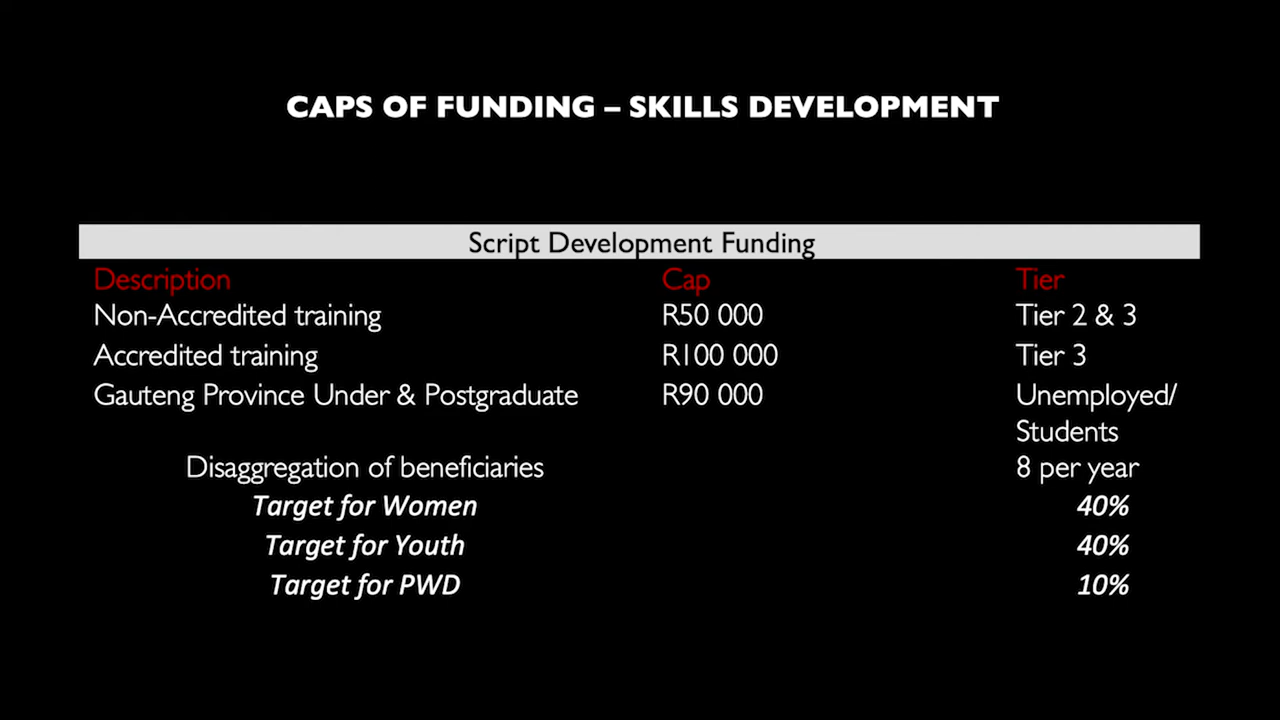 CAPS OF FUNDING – SKILLS DEVELOPMENT
Script Development Funding
Description Cap Tier
Non-Accredited training R50 000 Tier 2 & 3
Accredited training R100 000 Tier 3
Gauteng Province Under & Postgraduate R90 000 Unemployed/
Students
Disaggregation of beneficiaries 8 per year
Target for Women 40%
Target for Youth 40%
Target for PWD 10%